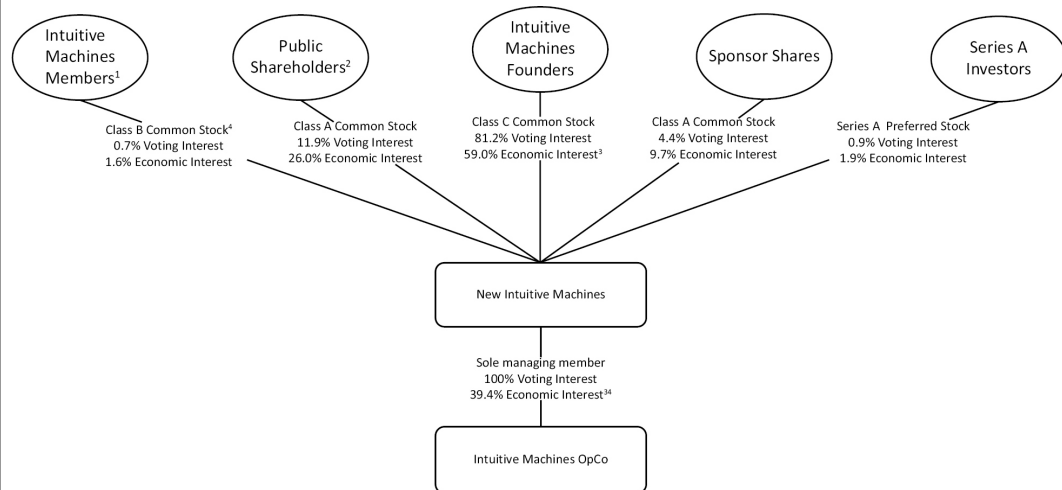 Intuitive
Machines
Members¹
Public
Shareholders²
Intuitive
Machines
Founders
Sponsor Shares
Series A
Investors
Class B Common Stock⁴
0.7% Voting Interest
1.6% Economic Interest
Class A Common Stock
11.9% Voting Interest
26.0% Economic Interest
Class C Common Stock
81.2% Voting Interest
59.0% Economic Interest³
Class A Common Stock
4.4% Voting Interest
9.7% Economic Interest
Series A Preferred Stock
0.9% Voting Interest
1.9% Economic Interest
New Intuitive Machines
Sole managing member
100% Voting Interest
39.4% Economic Interest³⁴
Intuitive Machines OpCo